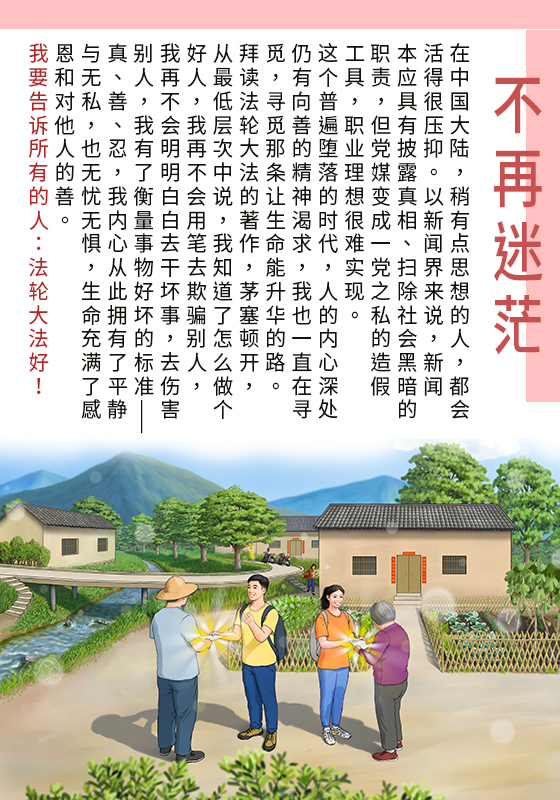 不再迷茫
在中国大陆，稍有点思想的人，都会
活得很压抑。以新闻界来说，新闻
本应具有披露真相、扫除社会黑暗的
职责，但党媒变成一党之私的造假
工具，职业理想很难实现。
这个普遍堕落的时代，人的内心深处
仍有向善的精神渴求，我也一直在寻
觅，寻觅那条让生命能升华的路。
拜读法轮大法的著作，茅塞顿开，
从最低层次中说，我知道了怎么做个
好人，我再不会用笔去欺骗别人，
我再不会明明白白去干坏事，去伤害
别人，我有了衡量事物好坏的标准——
真、善、忍，我内心从此拥有了平静
与无私，也无忧无惧，生命充满了感
恩和对他人的善。
我要告诉所有的人：法轮大法好！